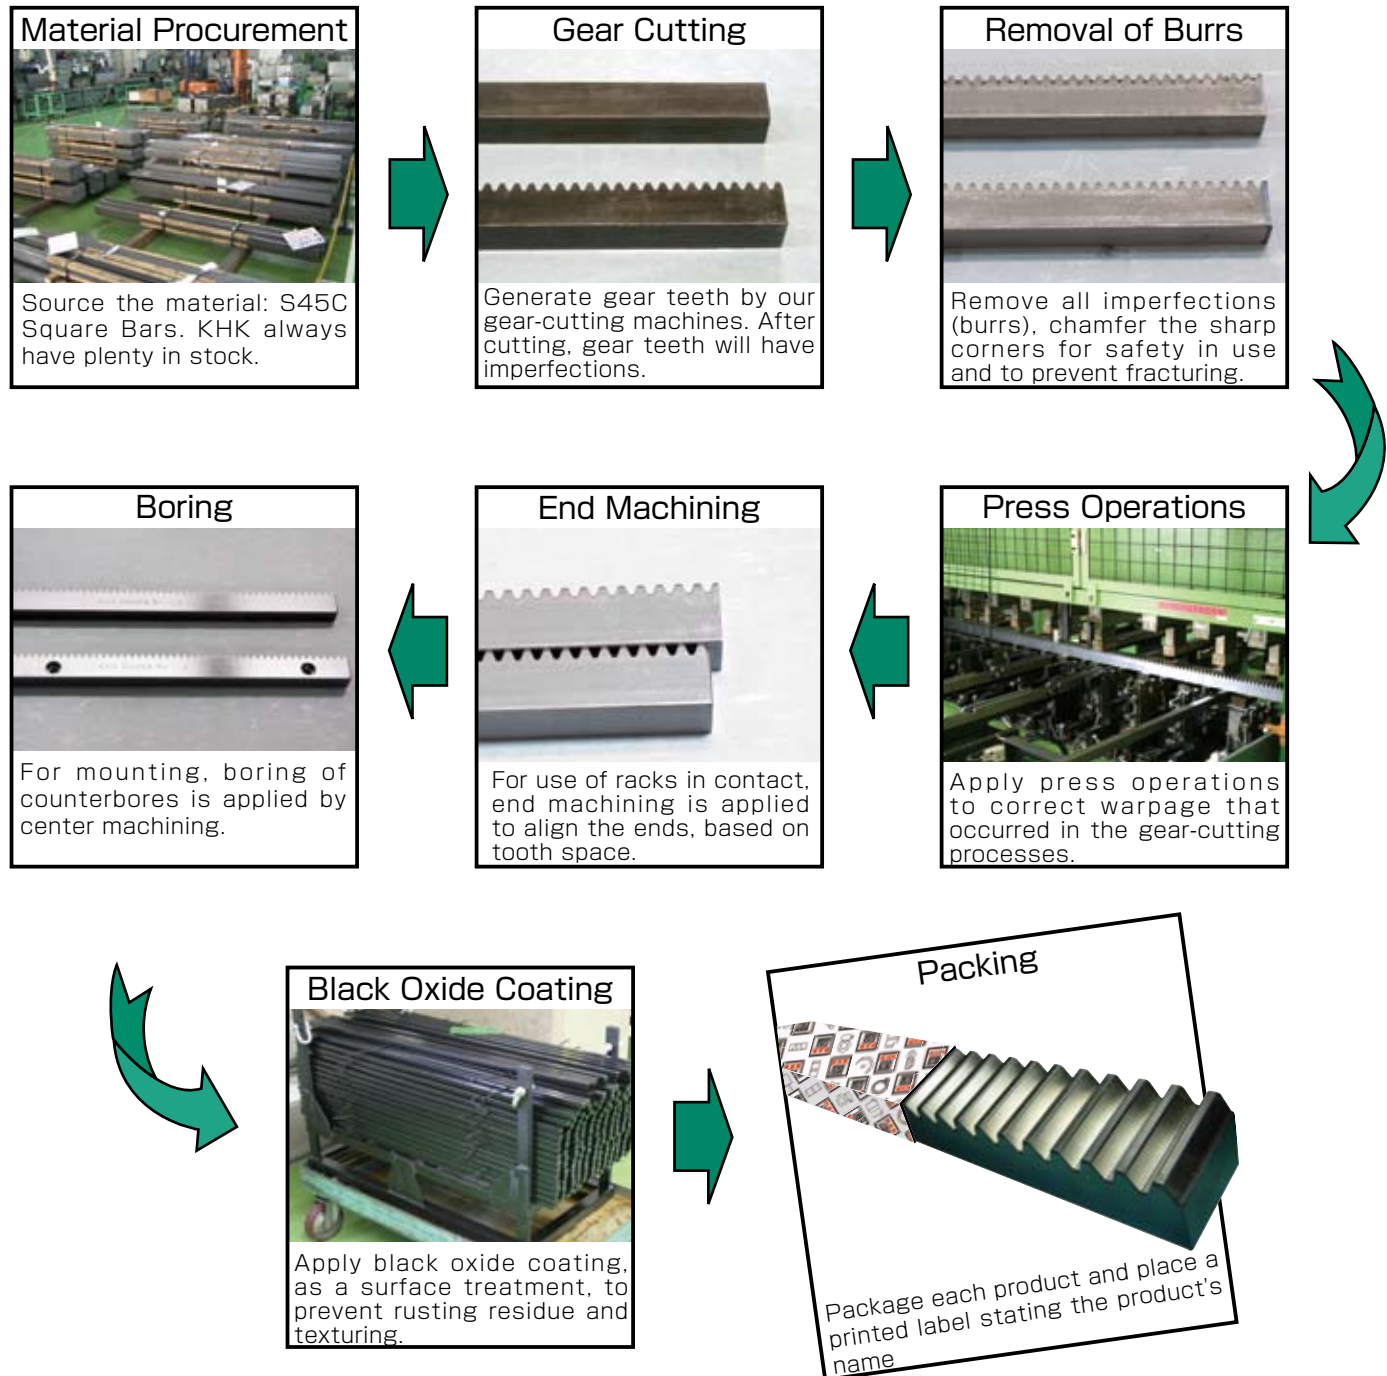 Material Procurement
Source the material: S45C
Square Bars. KHK always
have plenty in stock.
Gear Cutting
Generate gear teeth by our
gear-cutting machines. After
cutting, gear teeth will have
imperfections.
Removal of Burrs
Remove all imperfections
(burrs), chamfer the sharp
corners for safety in use
and to prevent fracturing.
Press Operations
Apply press operations
to correct warpage that
occurred in the gear-cutting
processes.
End Machining
For use of racks in contact,
end machining is applied
to align the ends, based on
tooth space.
Boring
For mounting, boring of
counterbores is applied by
center machining.
Black Oxide Coating
Apply black oxide coating,
as a surface treatment, to
prevent rusting residue and
texturing.
Packing
Package each product and place a
printed label stating the product's
name